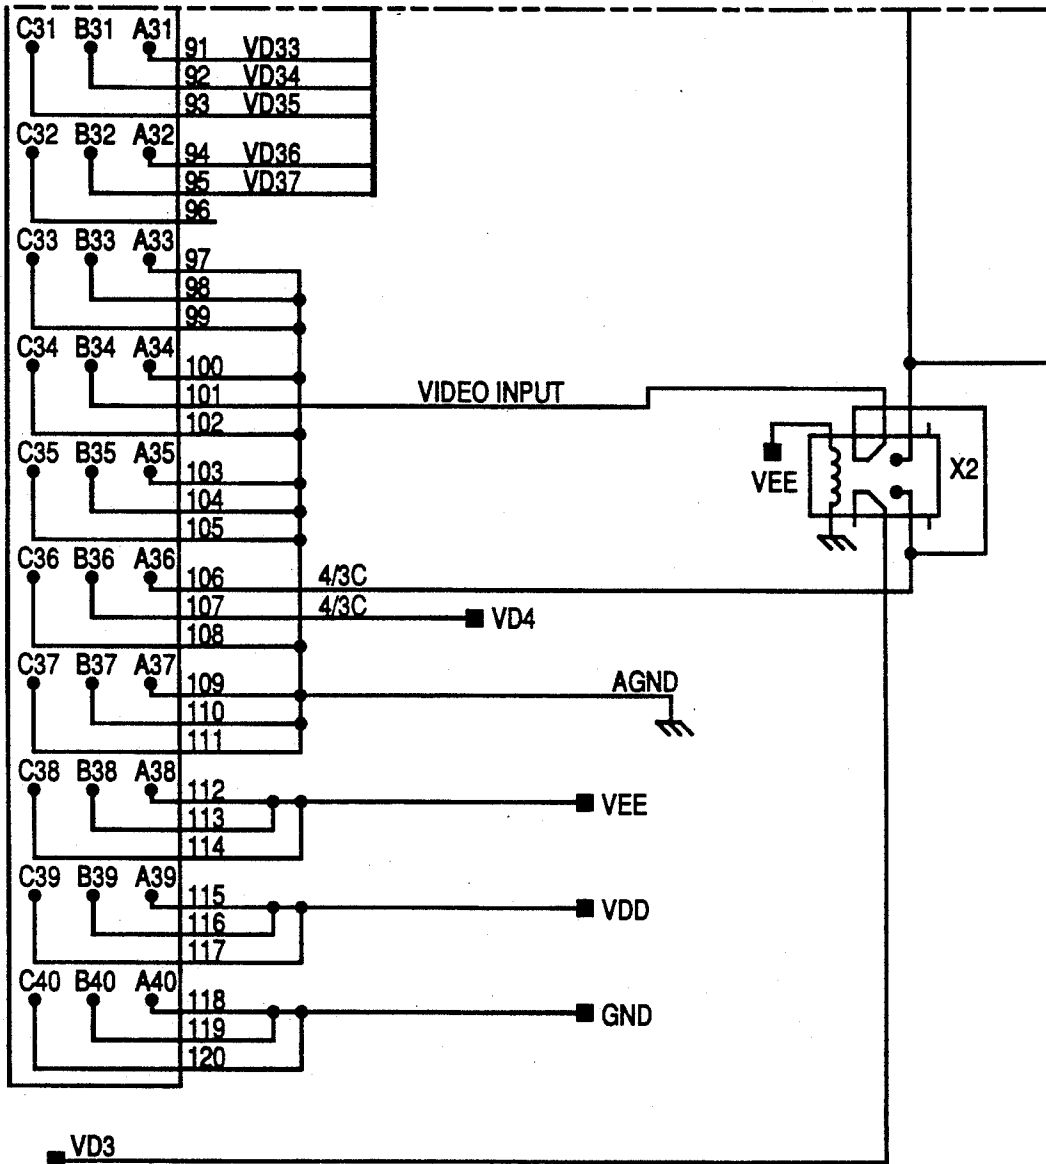 C31 B31 A31
91 VD33
92 VD34
93 VD35
C32 B32 A32
94 VD36
95 VD37
96
C33 B33 A33
97
98
99
C34 B34 A34
100
101 VIDEO INPUT
102
C35 B35 A35
103
104
105
VEE
X2
C36 B36 A36
106 4/3C
107 4/3C VD4
108
C37 B37 A37
109 AGND
110
111
C38 B38 A38
112 VEE
113
114
C39 B39 A39
115 VDD
116
117
C40 B40 A40
118 GND
119
120
VD3